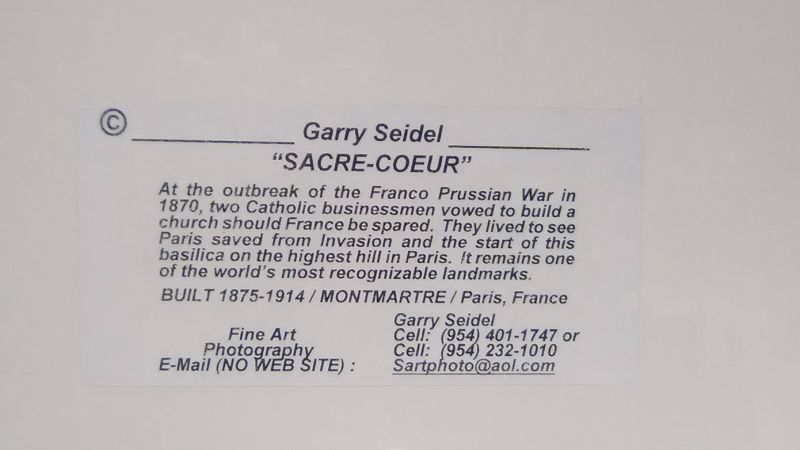 © ____________ Garry Seidel ____________
“SACRE-COEUR”
At the outbreak of the Franco Prussian War in
1870, two Catholic businessmen vowed to build a
church should France be spared. They lived to see
Paris saved from Invasion and the start of this
basilica on the highest hill in Paris. It remains one
of the world's most recognizable landmarks.
BUILT 1875-1914 / MONTMARTRE / Paris, France
Fine Art
Photography
E-Mail (NO WEB SITE) :
Garry Seidel
Cell: (954) 401-1747 or
Cell: (954) 232-1010
Sartphoto@aol.com